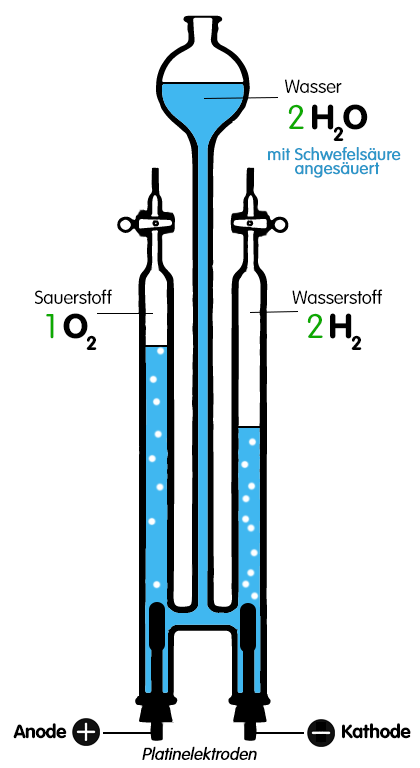 Wasser
2 H₂O
mit Schwefelsäure
angesäuert
Sauerstoff
1 O₂
Wasserstoff
2 H₂
Anode +
− Kathode
Platinelektroden